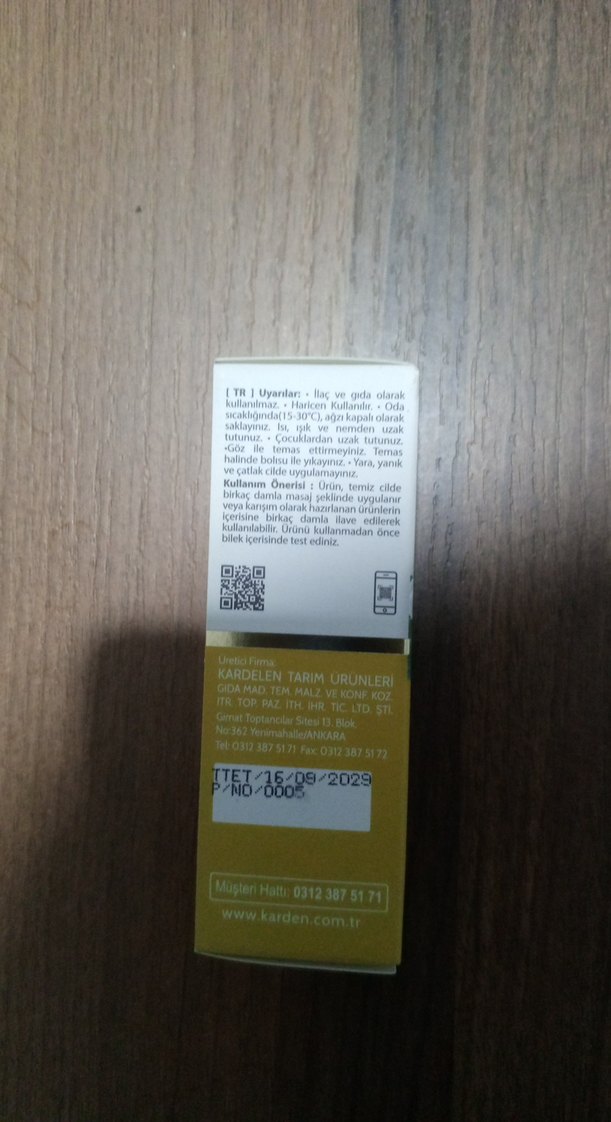 [ TR ] Uyarılar: • İlaç ve gıda olarak
kullanılmaz. • Haricen Kullanılır. • Oda
sıcaklığında(15-30°C), ağzı kapalı olarak
saklayınız. Isı, ışık ve nemden uzak
tutunuz. • Çocuklardan uzak tutunuz.
•Göz ile temas ettirmeyiniz. Temas
halinde bolısu ile yıkayınız. • Yara, yanık
ve çatlak cilde uygulamayınız.
Kullanım Önerisi : Ürün, temiz cilde
birkaç damla masaj şeklinde uygulanır
veya karışım olarak hazırlanan ürünlerin
içerisine birkaç damla ilave edilerek
kullanılabilir. Ürünü kullanmadan önce
bilek içerisinde test ediniz.
Üretici Firma:
KARDELEN TARIM ÜRÜNLERİ
GIDA MAD. TEM. MALZ. VE KONF. KOZ.
ITR. TOP. PAZ. İTH. İHR. TİC. LTD. ŞTİ.
Gimat Toptancılar Sitesi 13. Blok.
No:362 Yenimahalle/ANKARA
Tel: 0312 387 51 71 Fax: 0312 387 51 72
TTET/16/09/2029
P/NO/0005
Müşteri Hattı: 0312 387 51 71
www.karden.com.tr